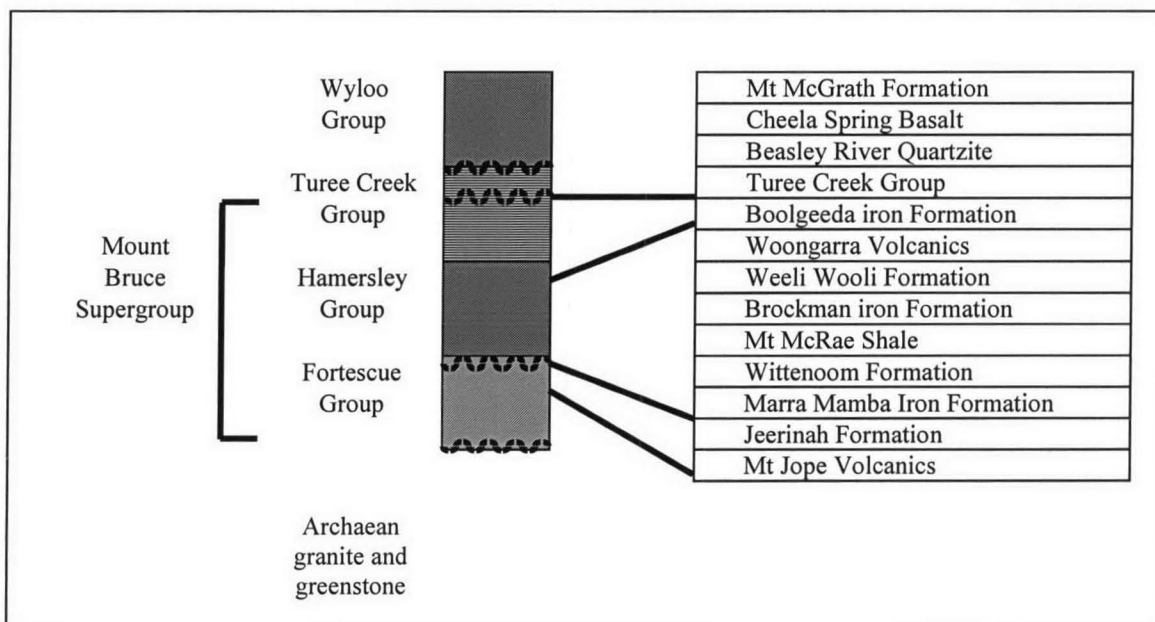 Wyloo
Group
Turee Creek
Group
Mount
Bruce
Supergroup
Hamersley
Group
Fortescue
Group
Archaean
granite and
greenstone
Mt McGrath Formation
Cheela Spring Basalt
Beasley River Quartzite
Turee Creek Group
Boolgeeda iron Formation
Woongarra Volcanics
Weeli Wooli Formation
Brockman iron Formation
Mt McRae Shale
Wittenoom Formation
Marra Mamba Iron Formation
Jeerinah Formation
Mt Jope Volcanics